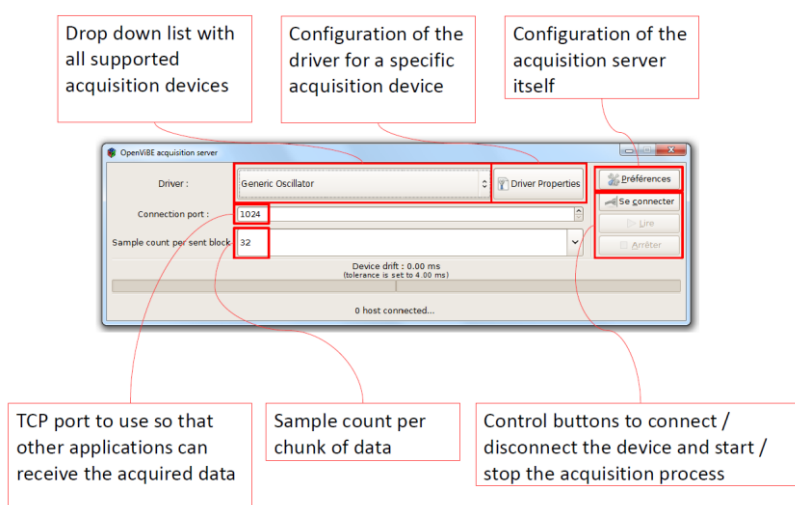 Drop down list with
all supported
acquisition devices
Configuration of the
driver for a specific
acquisition device
Configuration of the
acquisition server
itself
OpenViBE acquisition server
Driver :
Generic Oscillator
Driver Properties
Préférences
Connection port :
1024
Se connecter
Lire
Sample count per sent block
32
Arrêter
Device drift : 0.00 ms
(tolerance is set to 4.00 ms)
0 host connected...
TCP port to use so that
other applications can
receive the acquired data
Sample count per
chunk of data
Control buttons to connect /
disconnect the device and start /
stop the acquisition process